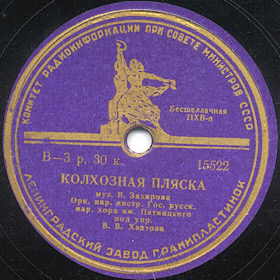 КОМИТЕТ РАДИОИНФОРМАЦИИ ПРИ СОВЕТЕ МИНИСТРОВ СССР
Бесшеллачная
ПХВ-п
В—3 р. 30 к.
15522
КОЛХОЗНАЯ ПЛЯСКА
муз В. Захарова
Орк. нар. инстр. Гос. русск.
нар. хора им. Пятницкого
под упр.
В. В. Хватова
ЛЕНИНГРАДСКИЙ ЗАВОД ГРАМПЛАСТИНОК